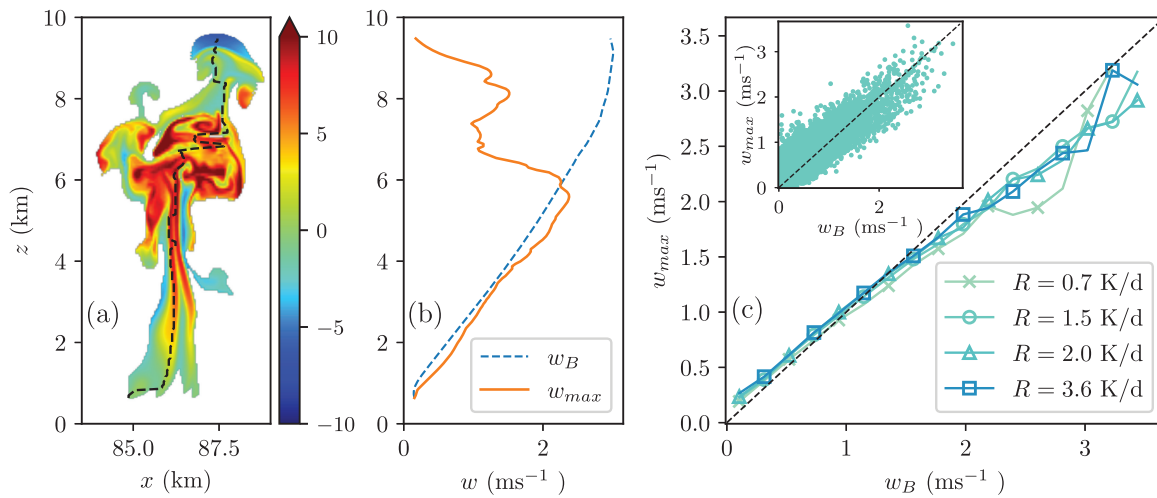 10
8
6
4
2
0
z (km)
(a)
85.0
87.5
x (km)
10
5
0
−5
−10
10
8
6
4
2
0
(b)
w_B
w_max
0
2
w (ms⁻¹)
3.5
3.0
2.5
2.0
1.5
1.0
0.5
0.0
w_max (ms⁻¹)
3
2
1
0
w_max (ms⁻¹)
0
2
w_B (ms⁻¹)
(c)
R = 0.7 K/d
R = 1.5 K/d
R = 2.0 K/d
R = 3.6 K/d
0
1
2
3
w_B (ms⁻¹)